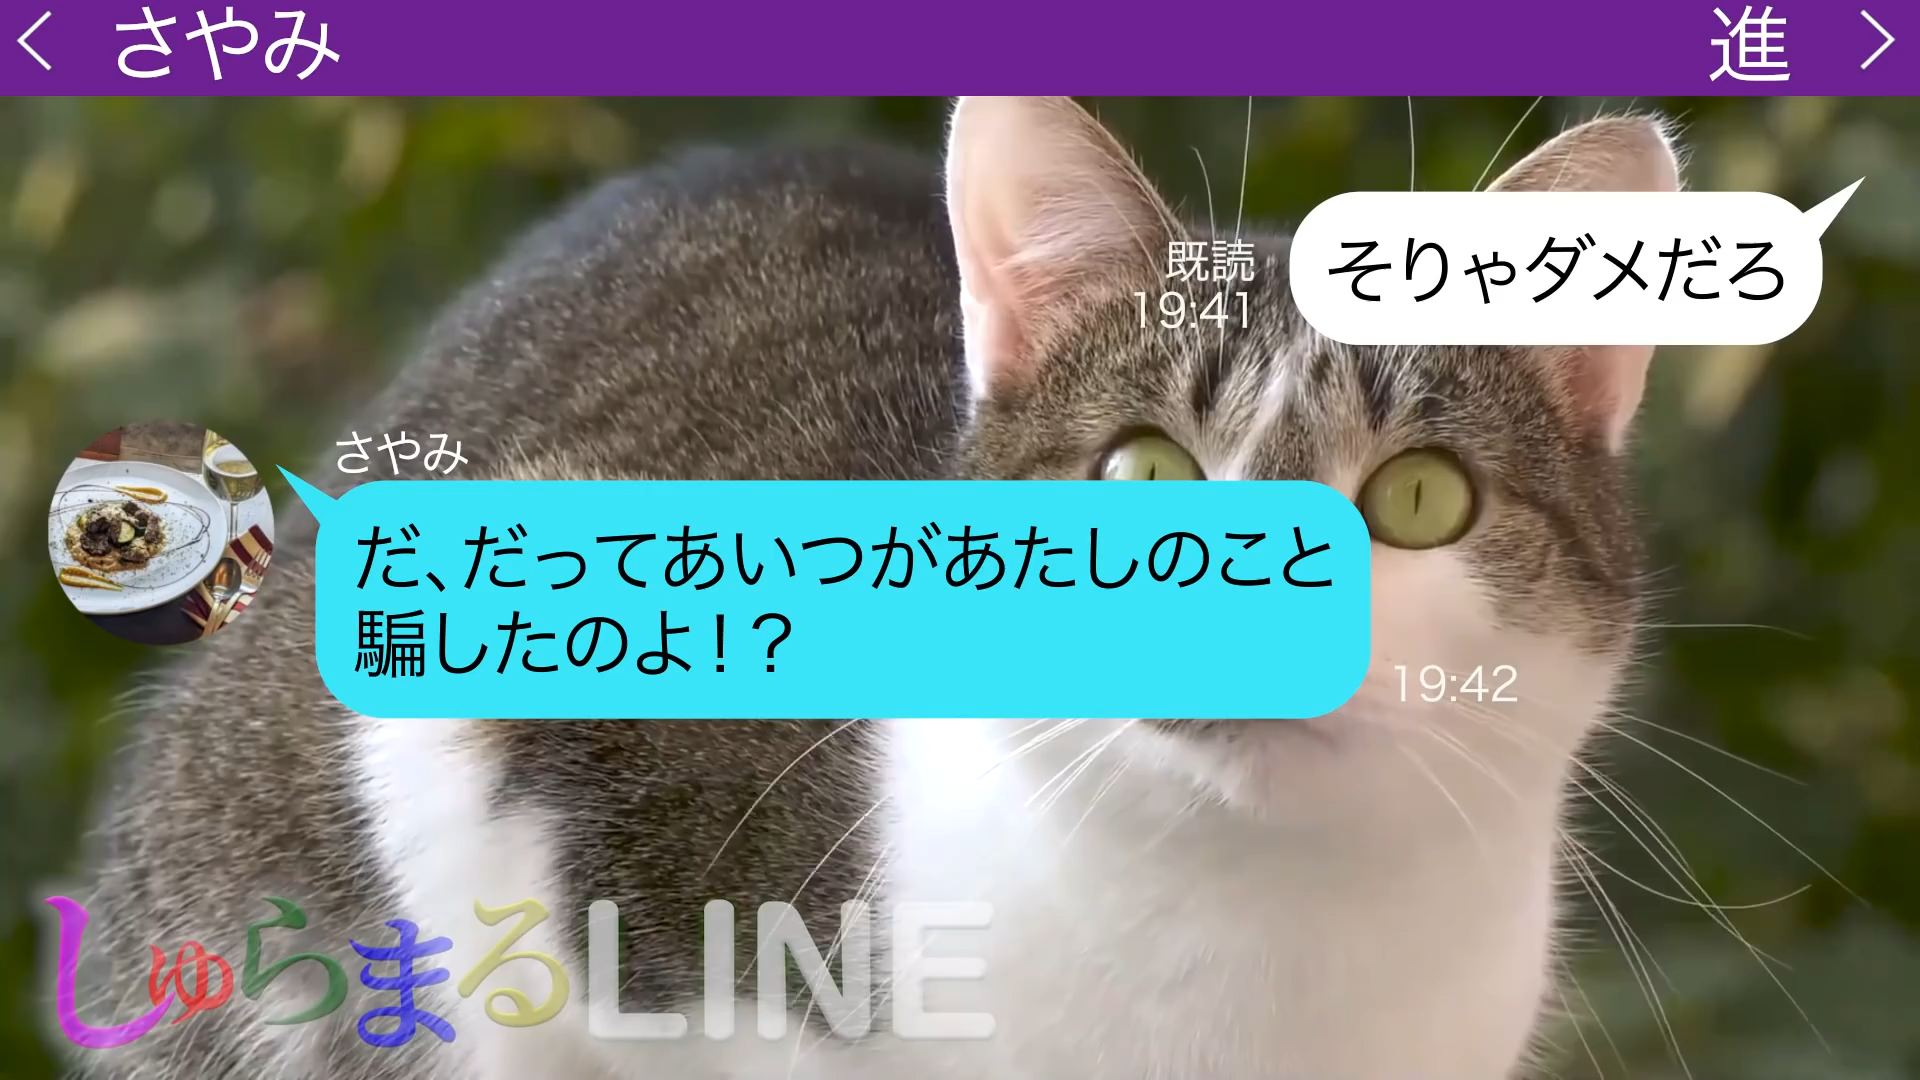 さやみ
進
そりゃダメだろ
既読
19:41
さやみ
だ、だってあいつがあたしのこと
騙したのよ!?
19:42
しゅらまるLINE